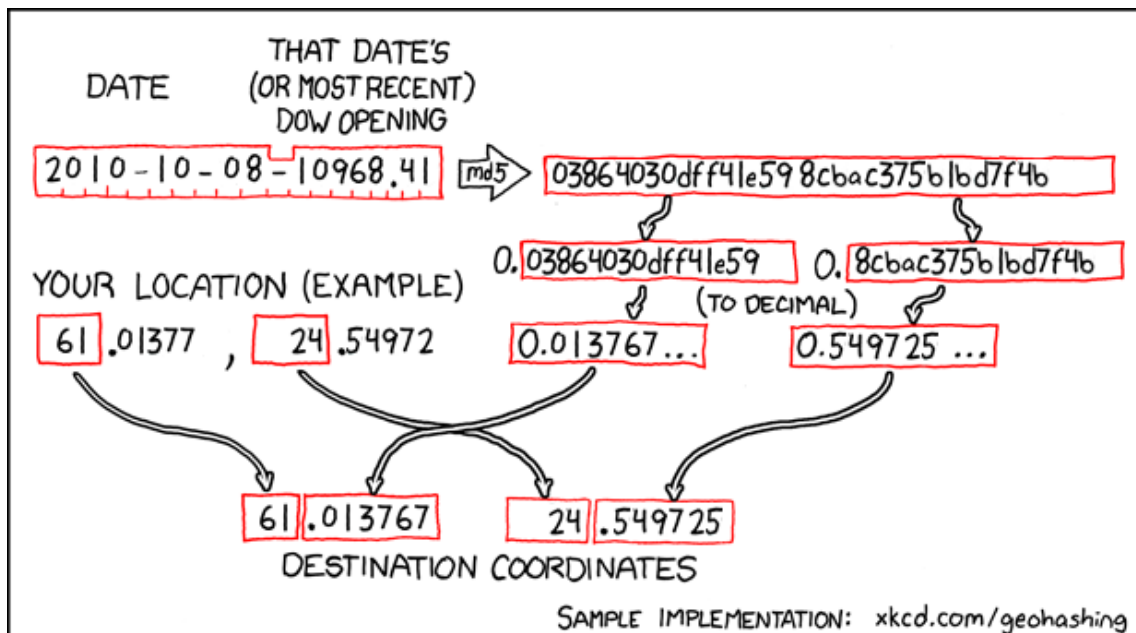 DATE
THAT DATE'S
(OR MOST RECENT)
DOW OPENING
2010-10-08-10968.41
md5
03864030dff41e598cbac375b1bd7f4b
0.03864030dff41e59
0.8cbac375b1bd7f4b
YOUR LOCATION (EXAMPLE)
(TO DECIMAL)
61.01377, 24.54972
0.013767...
0.549725...
61.013767
24.549725
DESTINATION COORDINATES
SAMPLE IMPLEMENTATION: xkcd.com/geohashing